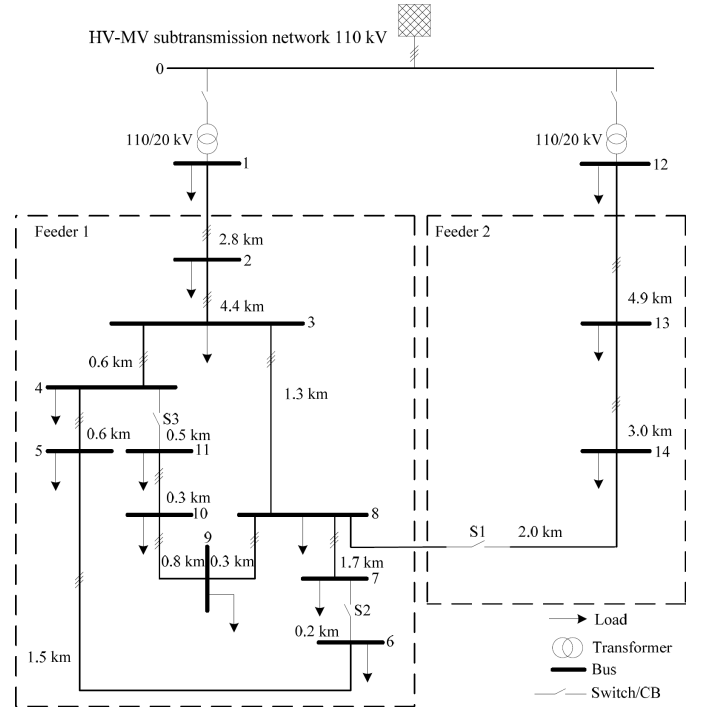 HV-MV subtransmission network 110 kV
0
110/20 kV
110/20 kV
1
12
Feeder 1
Feeder 2
2.8 km
2
4.4 km
4.9 km
3
13
0.6 km
4
1.3 km
S3
0.6 km
0.5 km
3.0 km
5
11
14
0.3 km
10
8
9
S1
2.0 km
0.8 km
0.3 km
1.7 km
7
S2
0.2 km
6
1.5 km
Load
Transformer
Bus
Switch/CB